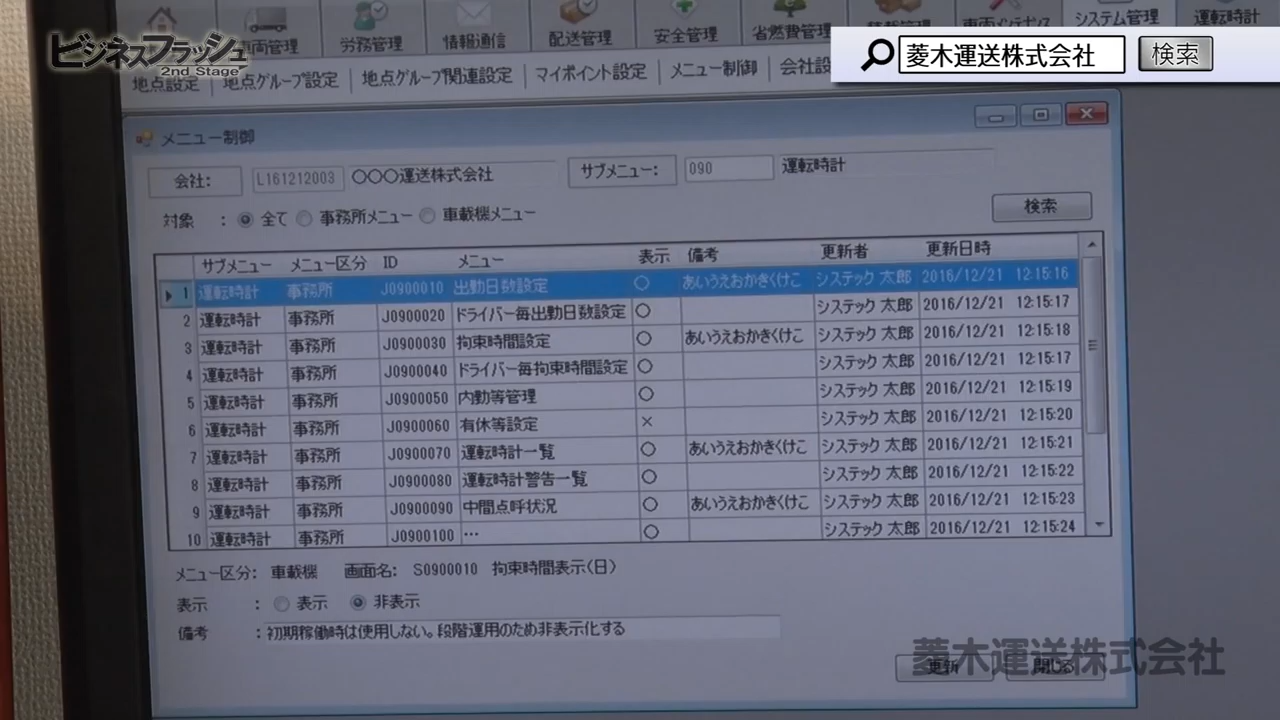 ビジネスフラッシュ
2nd Stage
労務管理 情報通信 配送管理 安全管理 省燃費管理 車両メンテナンス システム管理 運転時計
菱木運送株式会社 検索
地点設定 地点グループ設定 地点グループ関連設定 マイポイント設定 メニュー制御 会社設
メニュー制御
会社: L161212003 〇〇〇運送株式会社 サブメニュー: 090 運転時計
対象 : 全て 事務所メニュー 車載機メニュー
検索
サブメニュー メニュー区分 ID メニュー 表示 備考 更新者 更新日時
1 運転時計 事務所 J0900010 出勤日数設定 〇 あいうえおかきくけこ システック 太郎 2016/12/21 12:15:16
2 運転時計 事務所 J0900020 ドライバー毎出勤日数設定 〇 システック 太郎 2016/12/21 12:15:17
3 運転時計 事務所 J0900030 拘束時間設定 〇 あいうえおかきくけこ システック 太郎 2016/12/21 12:15:18
4 運転時計 事務所 J0900040 ドライバー毎拘束時間設定 〇 システック 太郎 2016/12/21 12:15:17
5 運転時計 事務所 J0900050 内勤等管理 〇 システック 太郎 2016/12/21 12:15:19
6 運転時計 事務所 J0900060 有休等設定 × システック 太郎 2016/12/21 12:15:20
7 運転時計 事務所 J0900070 運転時計一覧 〇 あいうえおかきくけこ システック 太郎 2016/12/21 12:15:21
8 運転時計 事務所 J0900080 運転時計警告一覧 〇 システック 太郎 2016/12/21 12:15:22
9 運転時計 事務所 J0900090 中間点呼状況 〇 あいうえおかきくけこ システック 太郎 2016/12/21 12:15:23
10 運転時計 事務所 J0900100 … 〇 システック 太郎 2016/12/21 12:15:24
メニュー区分: 車載機 画面名: S0900010 拘束時間表示(日)
表示 : 表示 非表示
備考 : 初期稼働時は使用しない。段階運用のため非表示化する
更新 閉じる
菱木運送株式会社